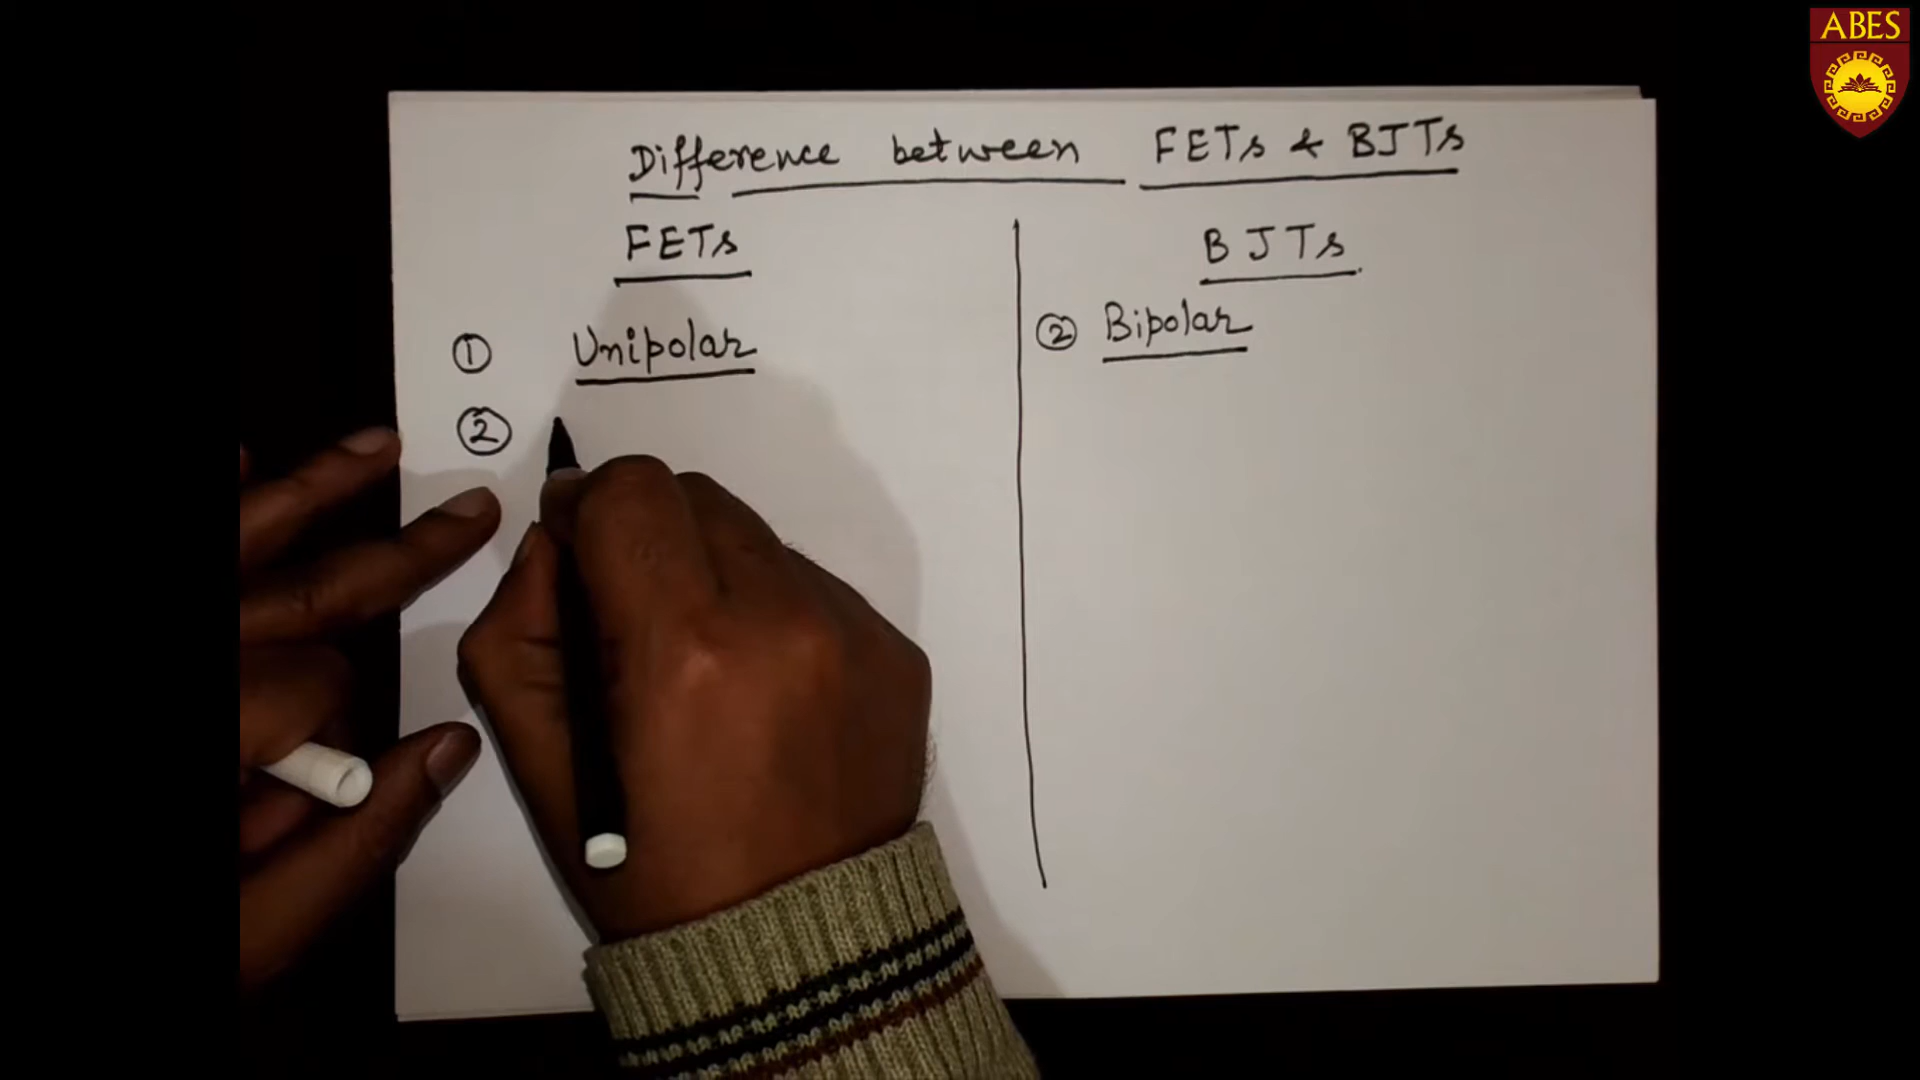 ABES
Difference between FETs & BJTs
FETs
BJTs
① Unipolar
② Bipolar
②